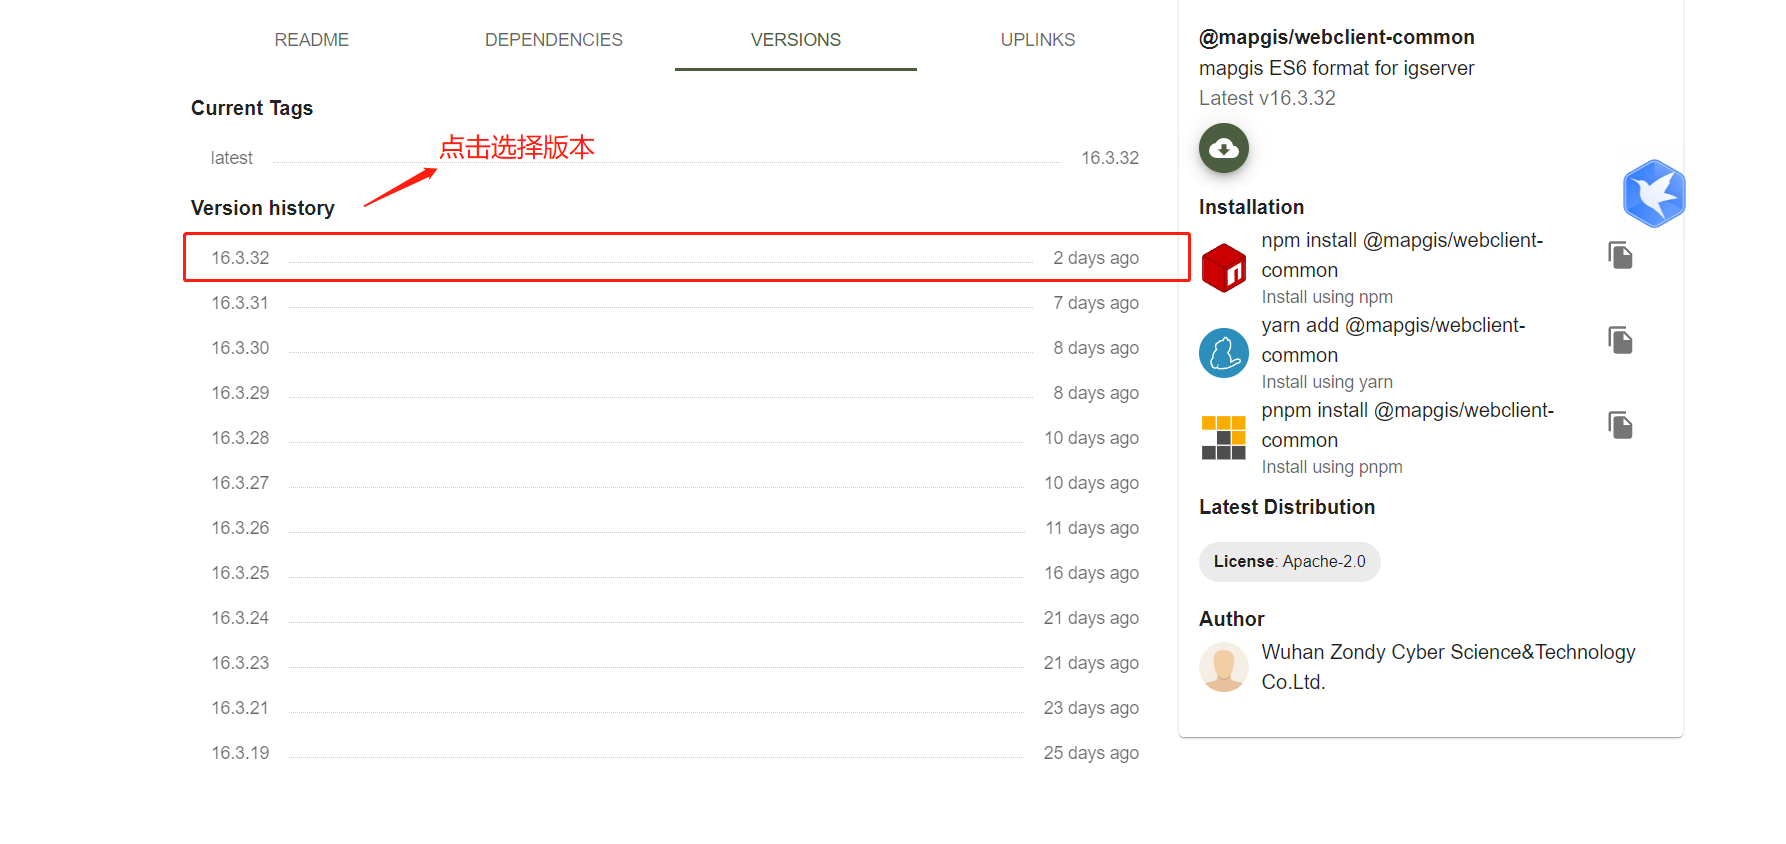 README
DEPENDENCIES
VERSIONS
UPLINKS
Current Tags
点击选择版本
latest
16.3.32
Version history
16.3.32
2 days ago
16.3.31
7 days ago
16.3.30
8 days ago
16.3.29
8 days ago
16.3.28
10 days ago
16.3.27
10 days ago
16.3.26
11 days ago
16.3.25
16 days ago
16.3.24
21 days ago
16.3.23
21 days ago
16.3.21
23 days ago
16.3.19
25 days ago
@mapgis/webclient-common
mapgis ES6 format for igserver
Latest v16.3.32
Installation
npm install @mapgis/webclient-
common
Install using npm
yarn add @mapgis/webclient-
common
Install using yarn
pnpm install @mapgis/webclient-
common
Install using pnpm
Latest Distribution
License: Apache-2.0
Author
Wuhan Zondy Cyber Science&Technology
Co.Ltd.